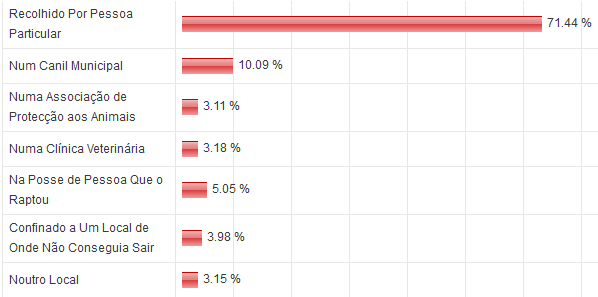 Recolhido Por Pessoa
Particular
71.44 %
Num Canil Municipal
10.09 %
Numa Associação de
Protecção aos Animais
3.11 %
Numa Clínica Veterinária
3.18 %
Na Posse de Pessoa Que o
Raptou
5.05 %
Confinado a Um Local de
Onde Não Conseguia Sair
3.98 %
Noutro Local
3.15 %